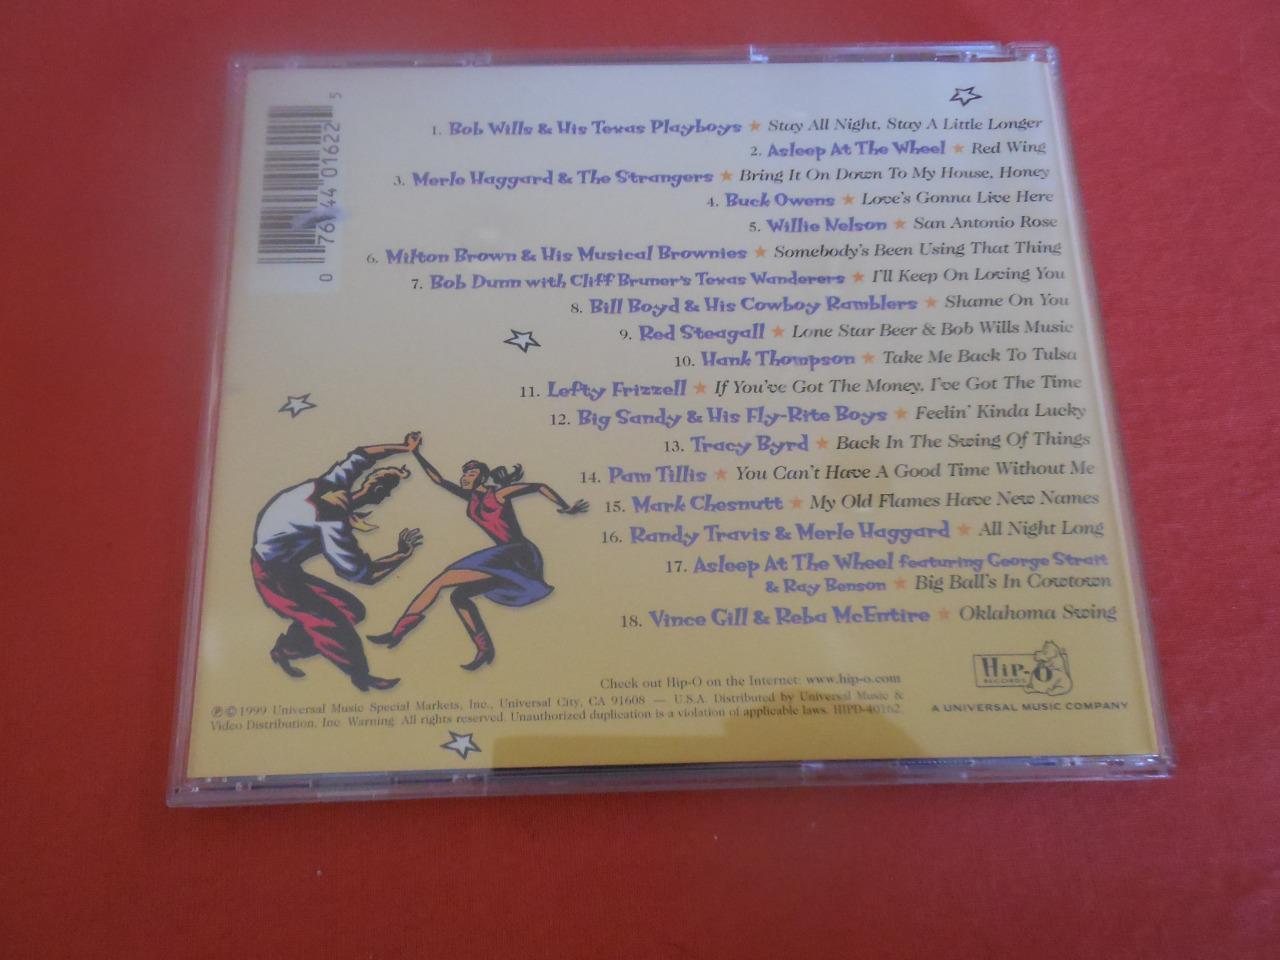 1. Bob Wills & His Texas Playboys ★ Stay All Night, Stay A Little Longer
2. Asleep At The Wheel ★ Red Wing
3. Merle Haggard & The Strangers ★ Bring It On Down To My House, Honey
4. Buck Owens ★ Love's Gonna Live Here
5. Willie Nelson ★ San Antonio Rose
6. Milton Brown & His Musical Brownies ★ Somebody's Been Using That Thing
7. Bob Dunn with Cliff Bruner's Texas Wanderers ★ I'll Keep On Loving You
8. Bill Boyd & His Cowboy Ramblers ★ Shame On You
9. Red Steagall ★ Lone Star Beer & Bob Wills Music
10. Hank Thompson ★ Take Me Back To Tulsa
11. Lefty Frizzell ★ If You've Got The Money, I've Got The Time
12. Big Sandy & His Fly-Rite Boys ★ Feelin' Kinda Lucky
13. Tracy Byrd ★ Back In The Swing Of Things
14. Pam Tillis ★ You Can't Have A Good Time Without Me
15. Mark Chesnutt ★ My Old Flames Have New Names
16. Randy Travis & Merle Haggard ★ All Night Long
17. Asleep At The Wheel featuring George Strait
& Ray Benson ★ Big Ball's In Cowtown
18. Vince Gill & Reba McEntire ★ Oklahoma Swing
Check out Hip-O on the Internet: www.hip-o.com
℗© 1999 Universal Music Special Markets, Inc., Universal City, CA 91608 — U.S.A. Distributed by Universal Music &
Video Distribution, Inc. Warning: All rights reserved. Unauthorized duplication is a violation of applicable laws. HIPD-40162.
HIP-O
RECORDS
A UNIVERSAL MUSIC COMPANY